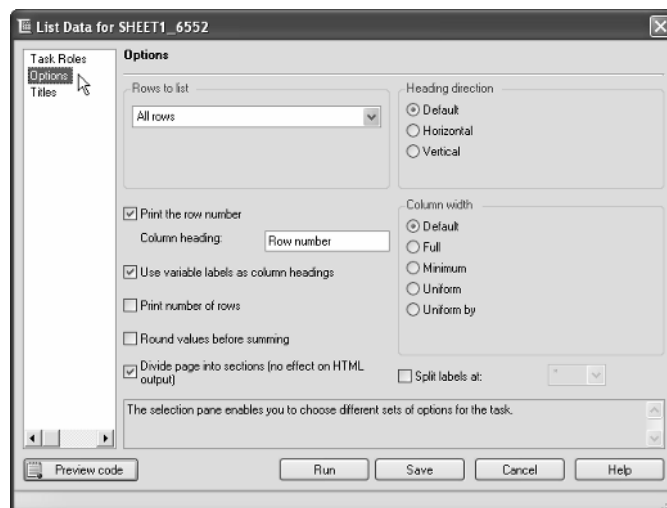 List Data for SHEET1_6552
Task Roles
Options
Titles
Options
Rows to list
All rows
Heading direction
Default
Horizontal
Vertical
Print the row number
Column heading:
Row number
Use variable labels as column headings
Print number of rows
Round values before summing
Divide page into sections (no effect on HTML
output)
Column width
Default
Full
Minimum
Uniform
Uniform by
Split labels at:
*
The selection pane enables you to choose different sets of options for the task.
Preview code
Run
Save
Cancel
Help